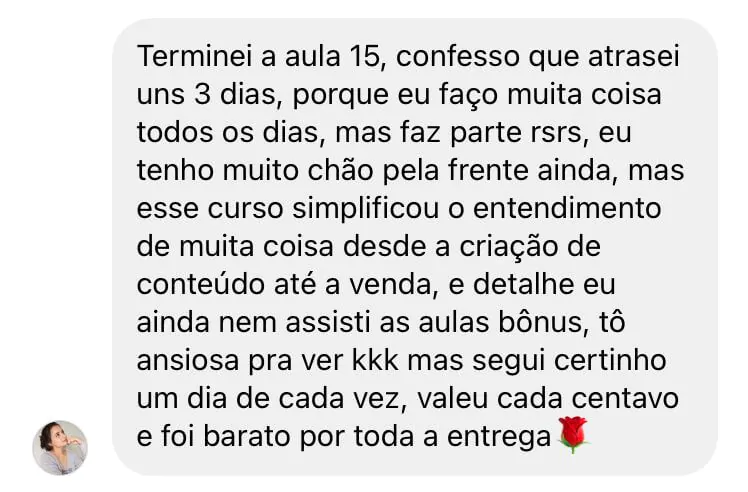 Terminei a aula 15, confesso que atrasei
uns 3 dias, porque eu faço muita coisa
todos os dias, mas faz parte rsrs, eu
tenho muito chão pela frente ainda, mas
esse curso simplificou o entendimento
de muita coisa desde a criação de
conteúdo até a venda, e detalhe eu
ainda nem assisti as aulas bônus, tô
ansiosa pra ver kkk mas segui certinho
um dia de cada vez, valeu cada centavo
e foi barato por toda a entrega🌹